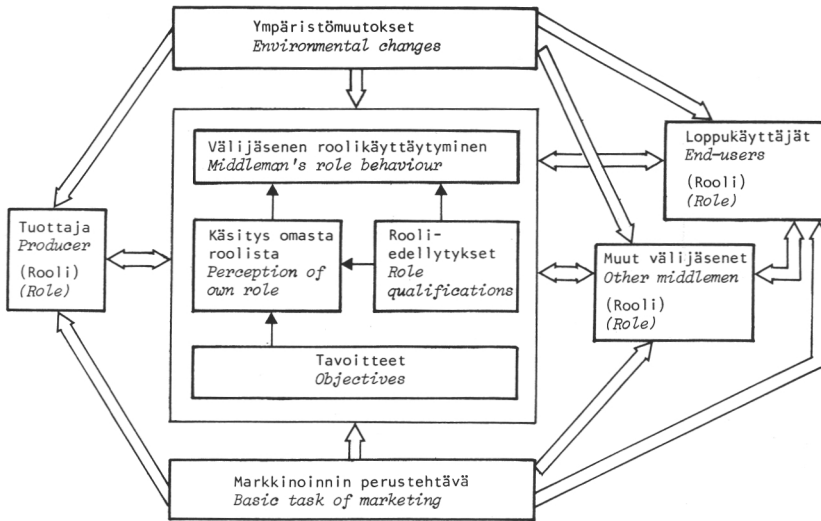 Ympäristömuutokset
Environmental changes
Välijäsenen roolikäyttäytyminen
Middleman's role behaviour
Loppukäyttäjät
End-users
(Rooli)
(Role)
Tuottaja
Producer
(Rooli)
(Role)
Käsitys omasta
roolista
Perception of
own role
Rooli-
edellytykset
Role
qualifications
Muut välijäsenet
Other middlemen
(Rooli)
(Role)
Tavoitteet
Objectives
Markkinoinnin perustehtävä
Basic task of marketing